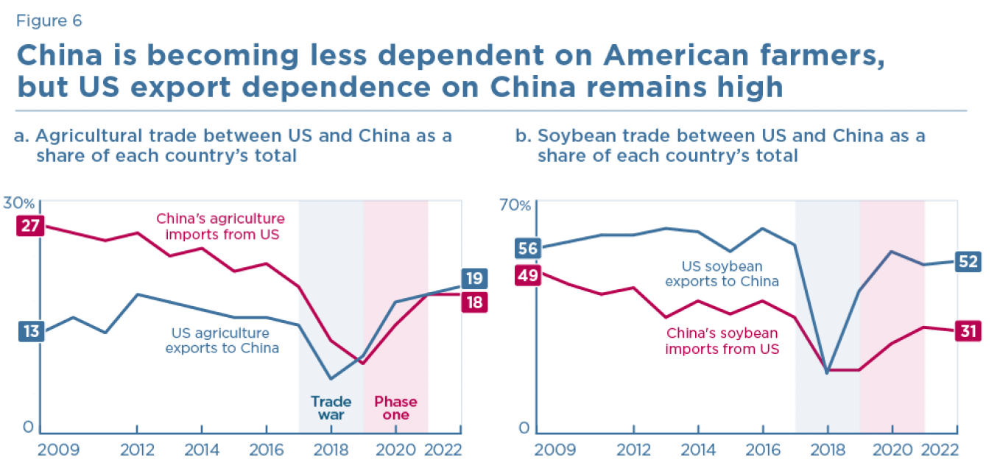 Figure 6
China is becoming less dependent on American farmers,
but US export dependence on China remains high
a. Agricultural trade between US and China as a
share of each country's total
30%
27
China's agriculture
imports from US
19
18
13
US agriculture
exports to China
Trade
war
Phase
one
0
2009 2012 2014 2016 2018 2020 2022
b. Soybean trade between US and China as a
share of each country's total
70%
56
49
US soybean
exports to China
52
China's soybean
imports from US
31
0
2009 2012 2014 2016 2018 2020 2022